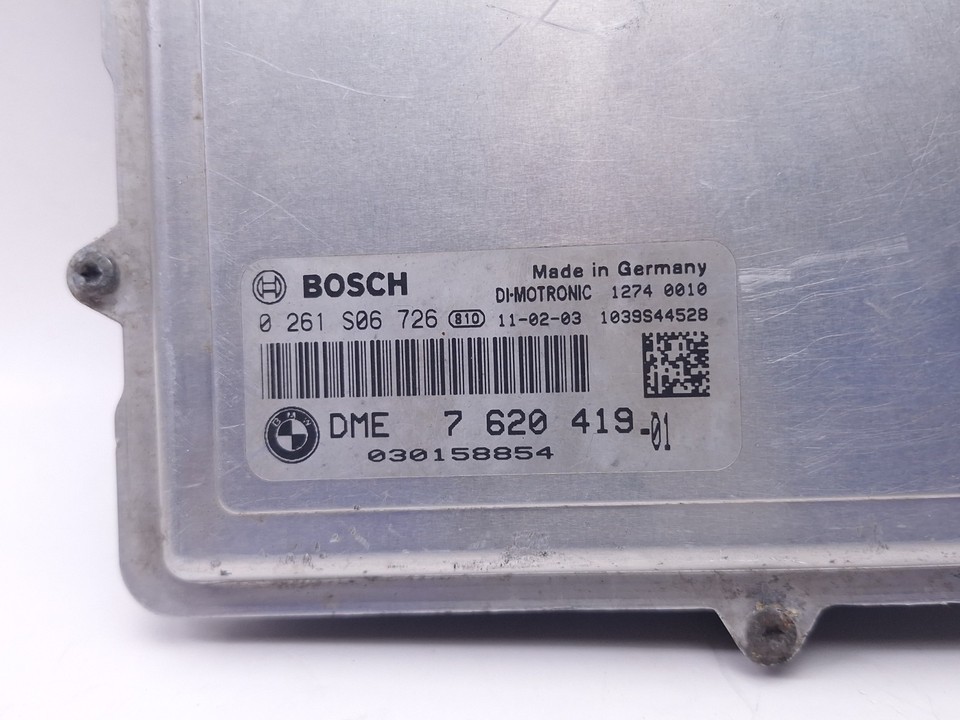 BOSCH Made in Germany
DI-MOTRONIC 1274 0010
0 261 S06 726 810 11-02-03 1039S44528
BMW DME 7 620 419-01
030158854